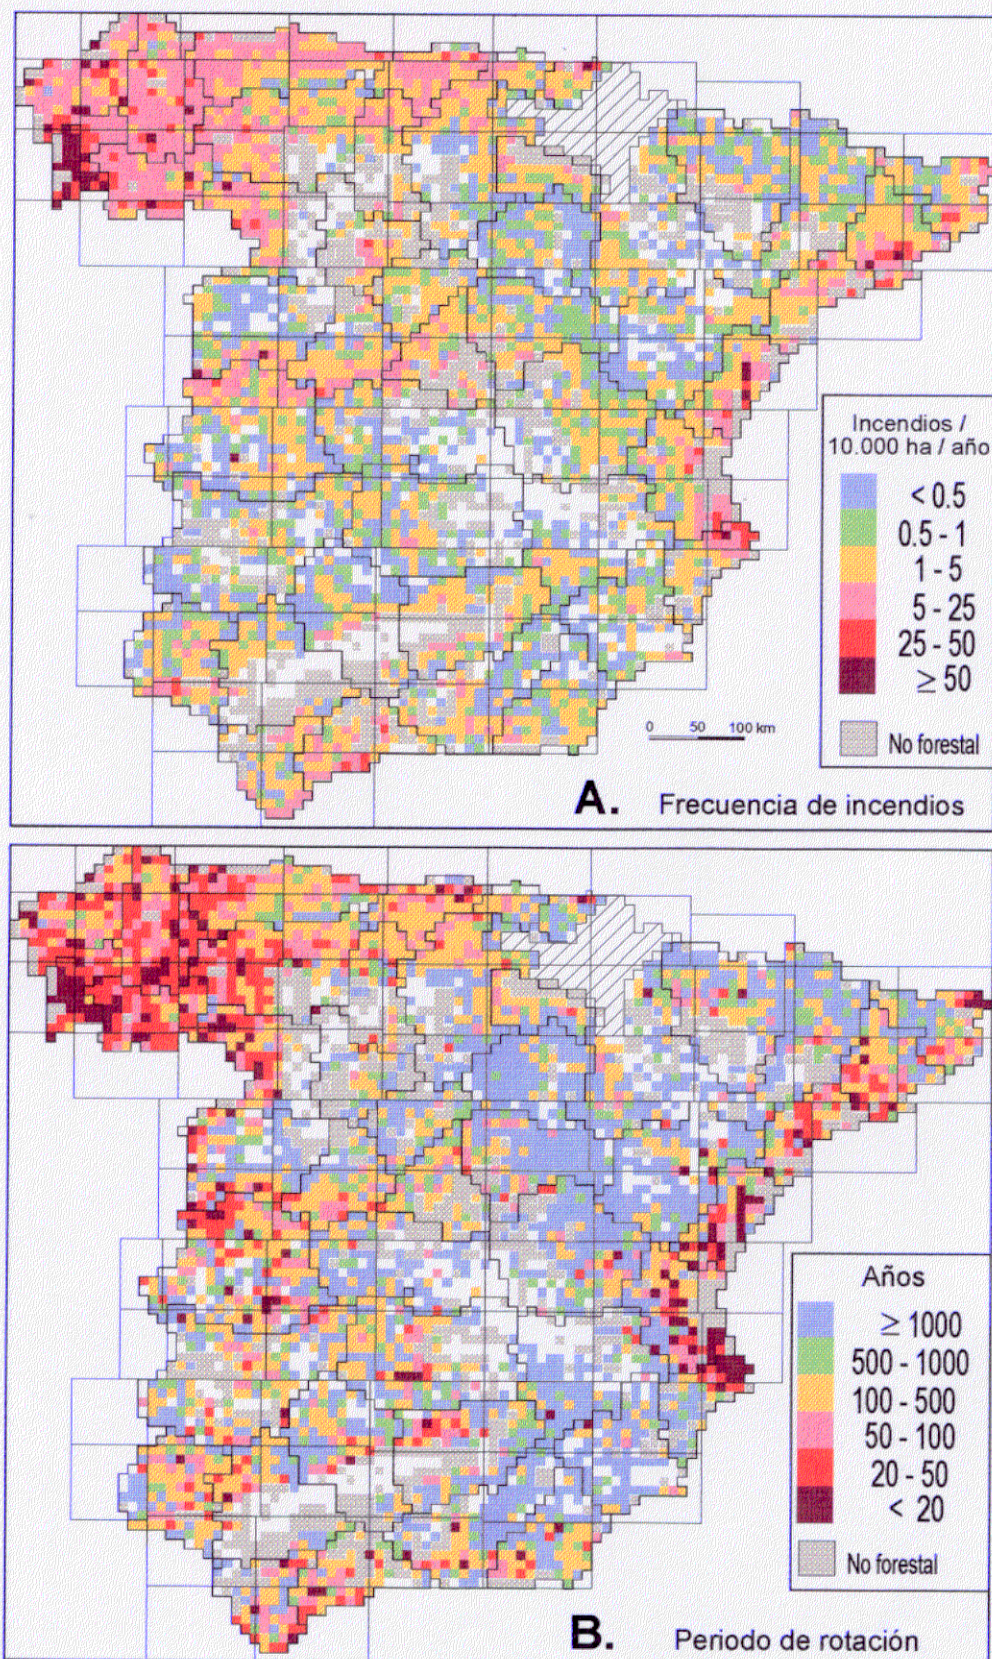 Incendios /
10.000 ha / año
< 0.5
0.5 - 1
1 - 5
5 - 25
25 - 50
≥ 50
No forestal
0 50 100 km
A. Frecuencia de incendios
Años
≥ 1000
500 - 1000
100 - 500
50 - 100
20 - 50
< 20
No forestal
B. Periodo de rotación